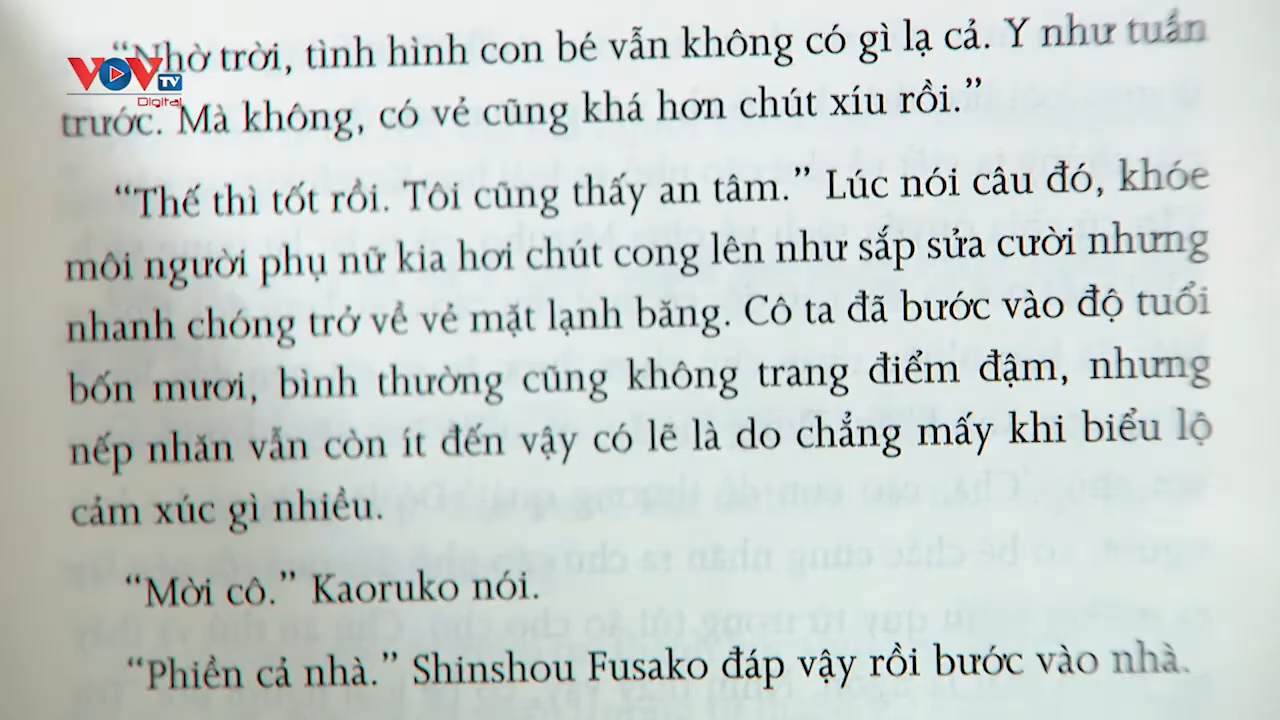 “Nhờ trời, tình hình con bé vẫn không có gì lạ cả. Y như tuần
VOVTV
Digital
trước. Mà không, có vẻ cũng khá hơn chút xíu rồi.”
“Thế thì tốt rồi. Tôi cũng thấy an tâm.” Lúc nói câu đó, khóe
môi người phụ nữ kia hơi chút cong lên như sắp sửa cười nhưng
nhanh chóng trở về vẻ mặt lạnh băng. Cô ta đã bước vào độ tuổi
bốn mươi, bình thường cũng không trang điểm đậm, nhưng
nếp nhăn vẫn còn ít đến vậy có lẽ là do chẳng mấy khi biểu lộ
cảm xúc gì nhiều.
“Mời cô.” Kaoruko nói.
“Phiền cả nhà.” Shinshou Fusako đáp vậy rồi bước vào nhà.